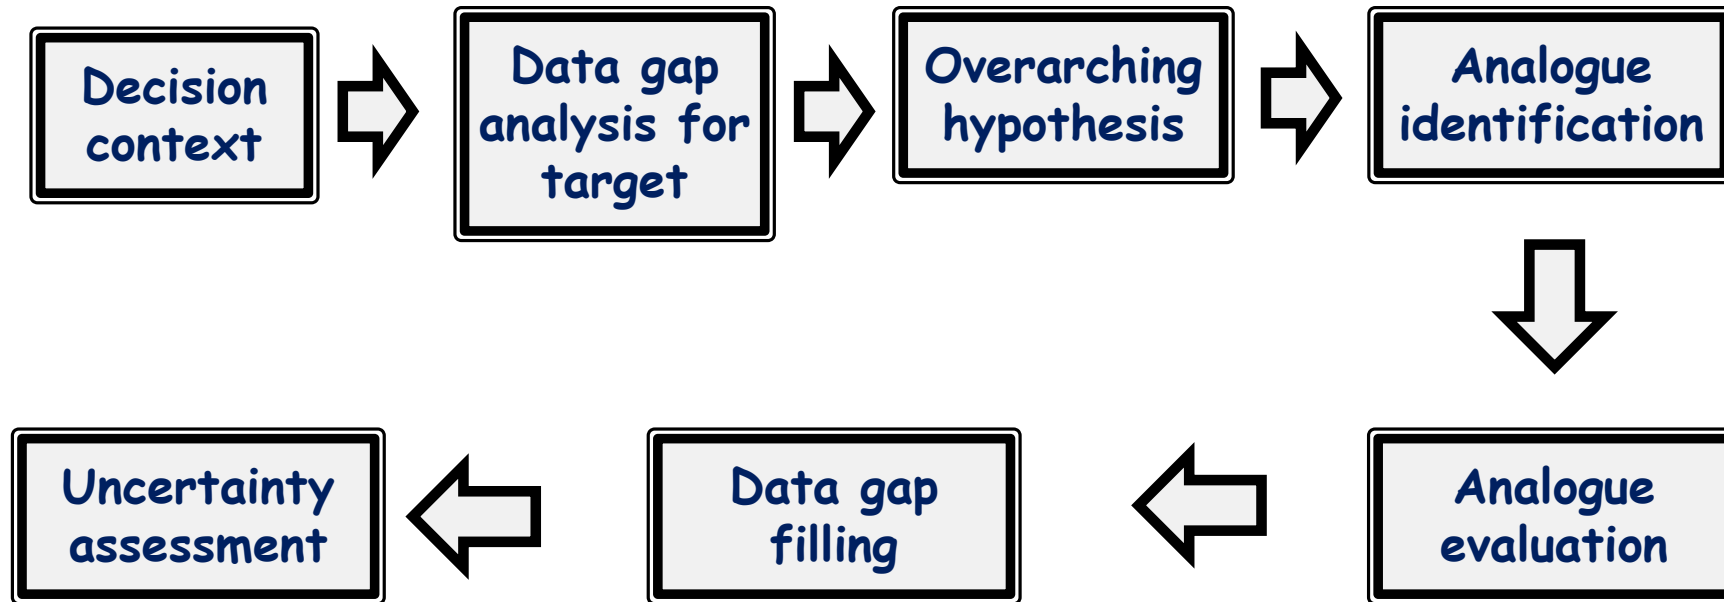 Decision
context
Data gap
analysis for
target
Overarching
hypothesis
Analogue
identification
Analogue
evaluation
Data gap
filling
Uncertainty
assessment